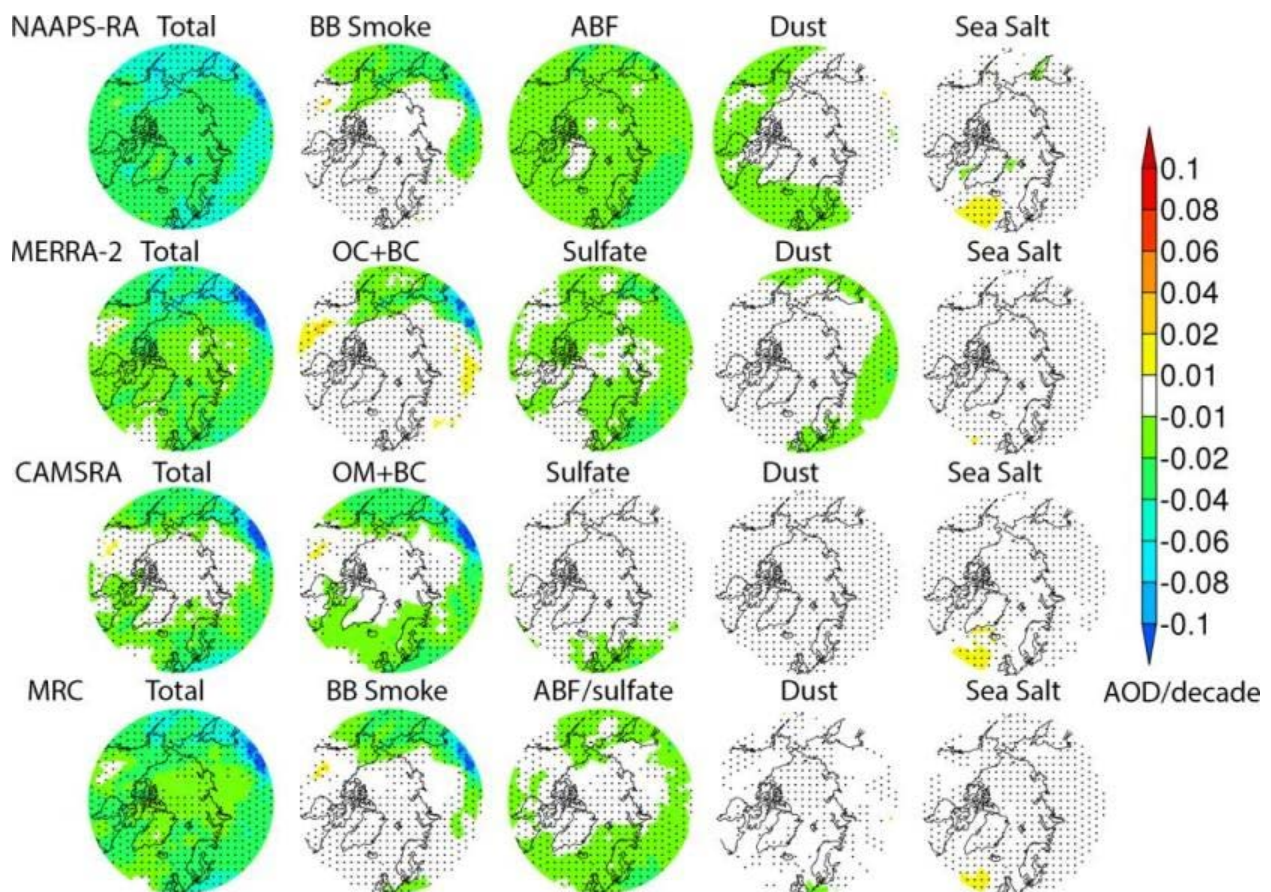 NAAPS-RA Total BB Smoke ABF Dust Sea Salt
MERRA-2 Total OC+BC Sulfate Dust Sea Salt
CAMSRA Total OM+BC Sulfate Dust Sea Salt
MRC Total BB Smoke ABF/sulfate Dust Sea Salt
0.1
0.08
0.06
0.04
0.02
0.01
-0.01
-0.02
-0.04
-0.06
-0.08
-0.1
AOD/decade